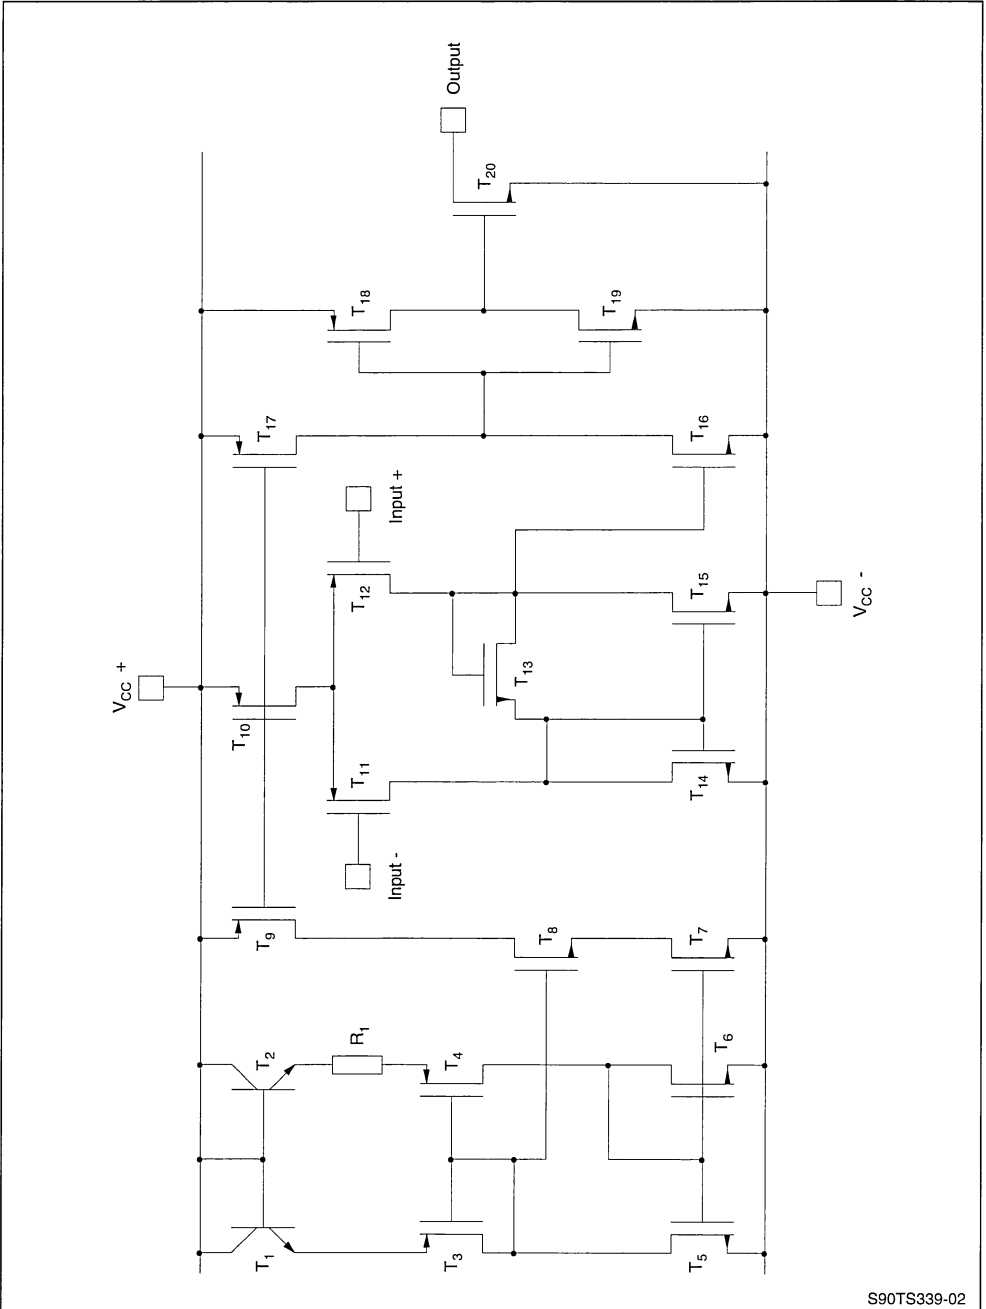 VCC +
T1
T2
R1
T3
T4
T5
T6
T7
T8
T9
T10
T11
T12
Input -
Input +
T13
T14
T15
T16
T17
T18
T19
T20
Output
VCC -
S90TS339-02